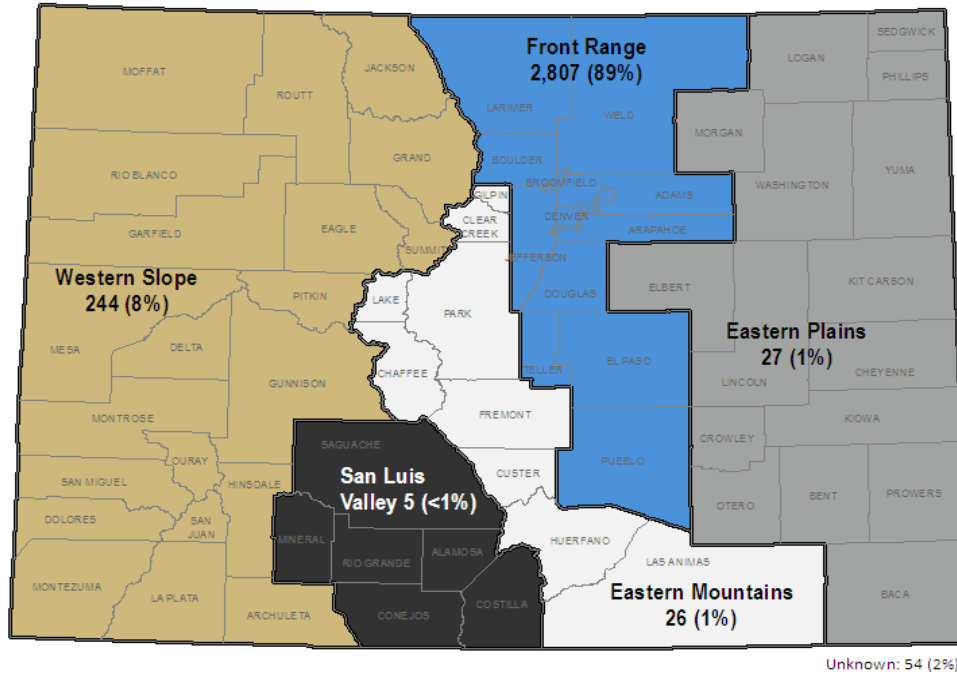 Front Range
2,807 (89%)
SEDGWICK
LOGAN
PHILLIPS
MOFFAT
ROUTT
JACKSON
LARIMER
WELD
MORGAN
GRAND
BOULDER
RIO BLANCO
WASHINGTON
YUMA
BROOMFIELD
GILPIN
ADAMS
CLEAR
CREEK
DENVER
ARAPAHOE
GARFIELD
EAGLE
SUMMIT
JEFFERSON
Western Slope
244 (8%)
PITKIN
LAKE
PARK
DOUGLAS
ELBERT
KIT CARSON
Eastern Plains
27 (1%)
MESA
DELTA
GUNNISON
CHAFFEE
TELLER
EL PASO
LINCOLN
CHEYENNE
MONTROSE
FREMONT
KIOWA
CROWLEY
OURAY
SAGUACHE
San Luis
Valley 5 (<1%)
CUSTER
PUEBLO
SAN MIGUEL
HINSDALE
OTERO
BENT
PROWERS
DOLORES
SAN
JUAN
MINERAL
RIO GRANDE
ALAMOSA
HUERFANO
LAS ANIMAS
MONTEZUMA
LA PLATA
ARCHULETA
CONEJOS
COSTILLA
Eastern Mountains
26 (1%)
BACA
Unknown: 54 (2%)